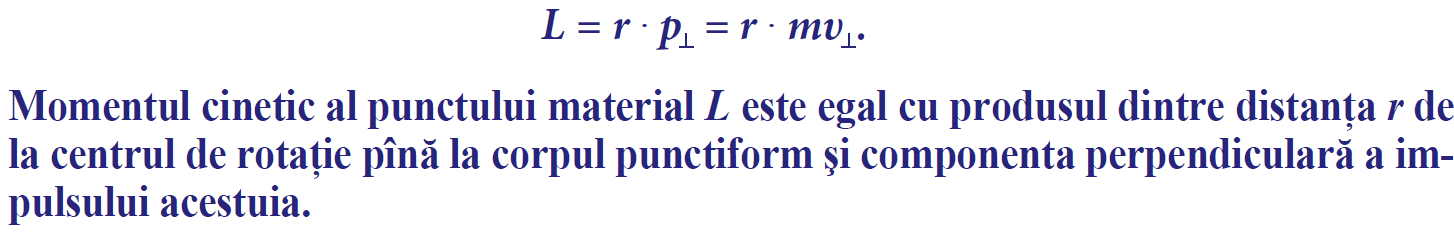 L = r · p⊥ = r · mv⊥.
Momentul cinetic al punctului material L este egal cu produsul dintre distanța r de
la centrul de rotație pînă la corpul punctiform şi componenta perpendiculară a im-
pulsului acestuia.